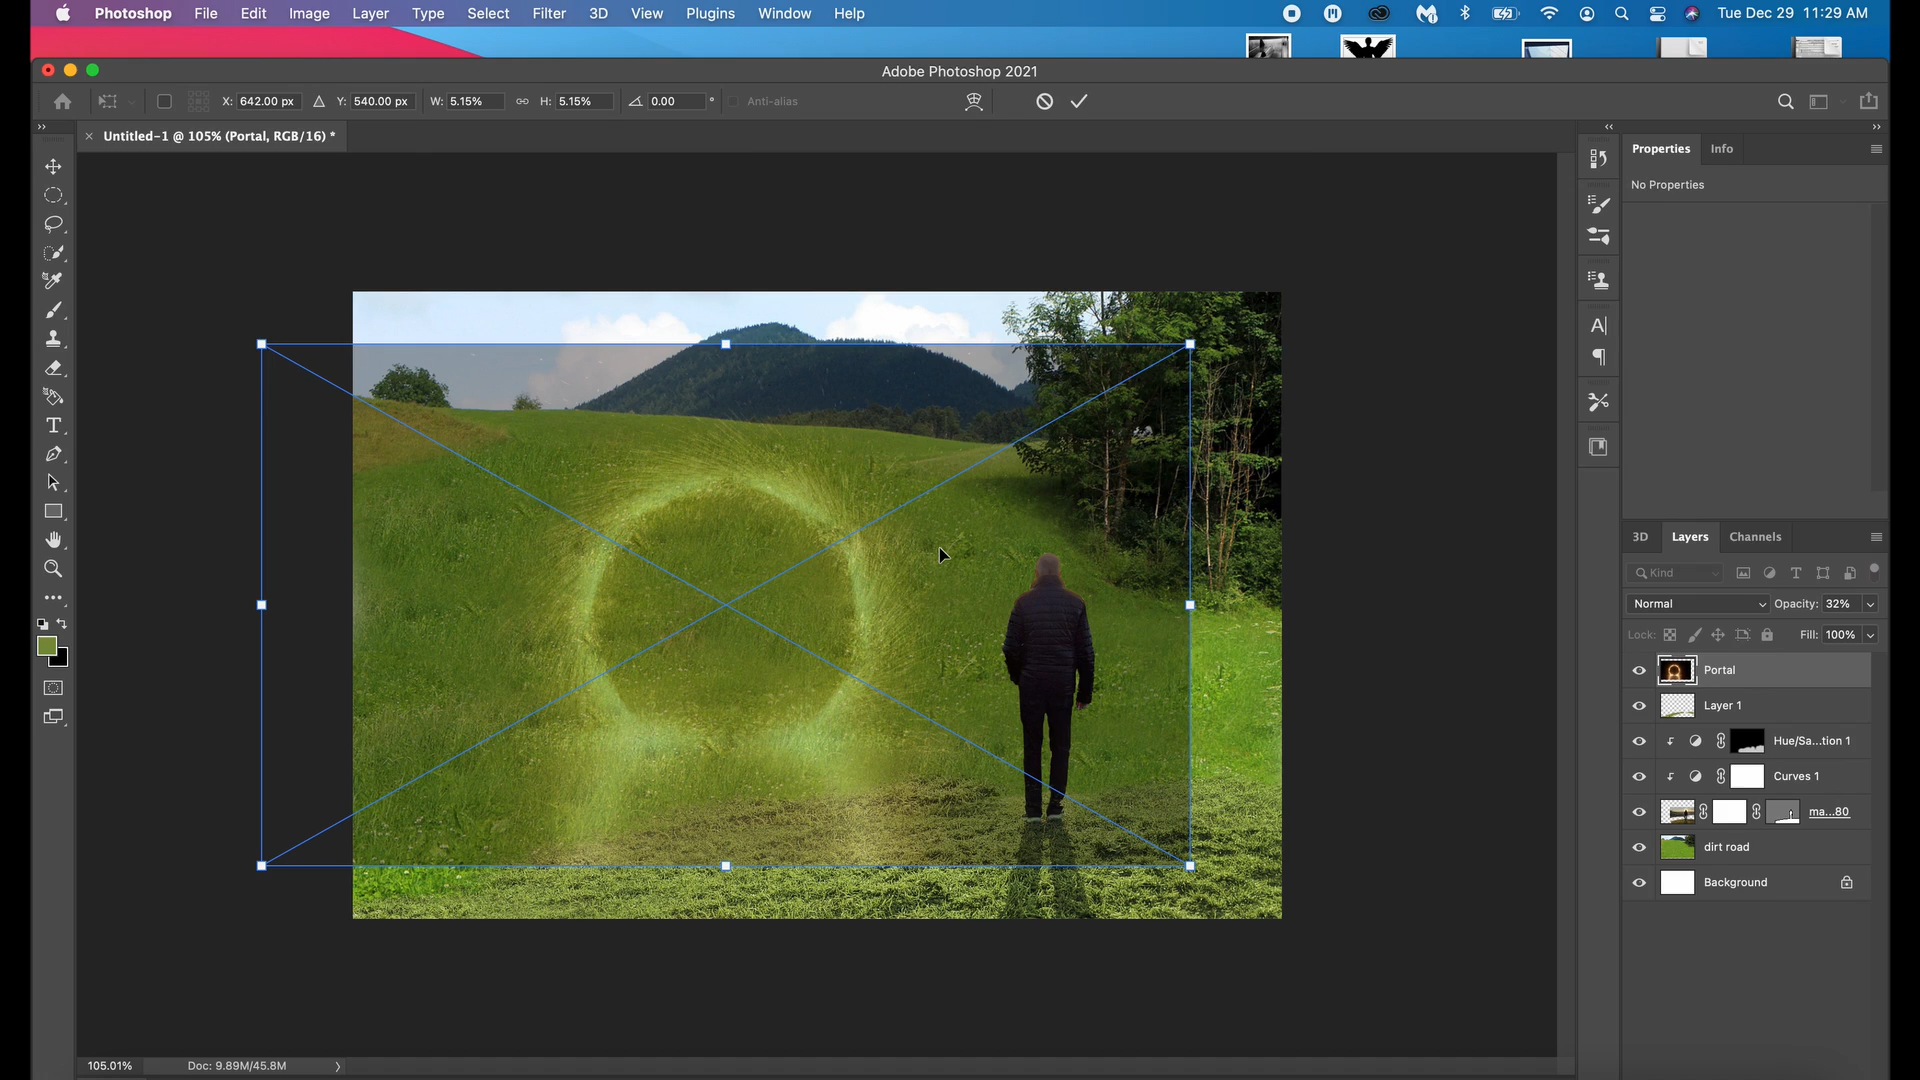 Photoshop File Edit Image Layer Type Select Filter 3D View Plugins Window Help Tue Dec 29 11:29 AM
Adobe Photoshop 2021
X: 642.00 px Y: 540.00 px W: 5.15% H: 5.15% 0.00 ° Anti-alias
Untitled-1 @ 105% (Portal, RGB/16) *
Properties Info
No Properties
3D Layers Channels
Kind
Normal Opacity: 32%
Lock: Fill: 100%
Portal
Layer 1
Hue/Sa...tion 1
Curves 1
ma...80
dirt road
Background
105.01% Doc: 9.89M/45.8M